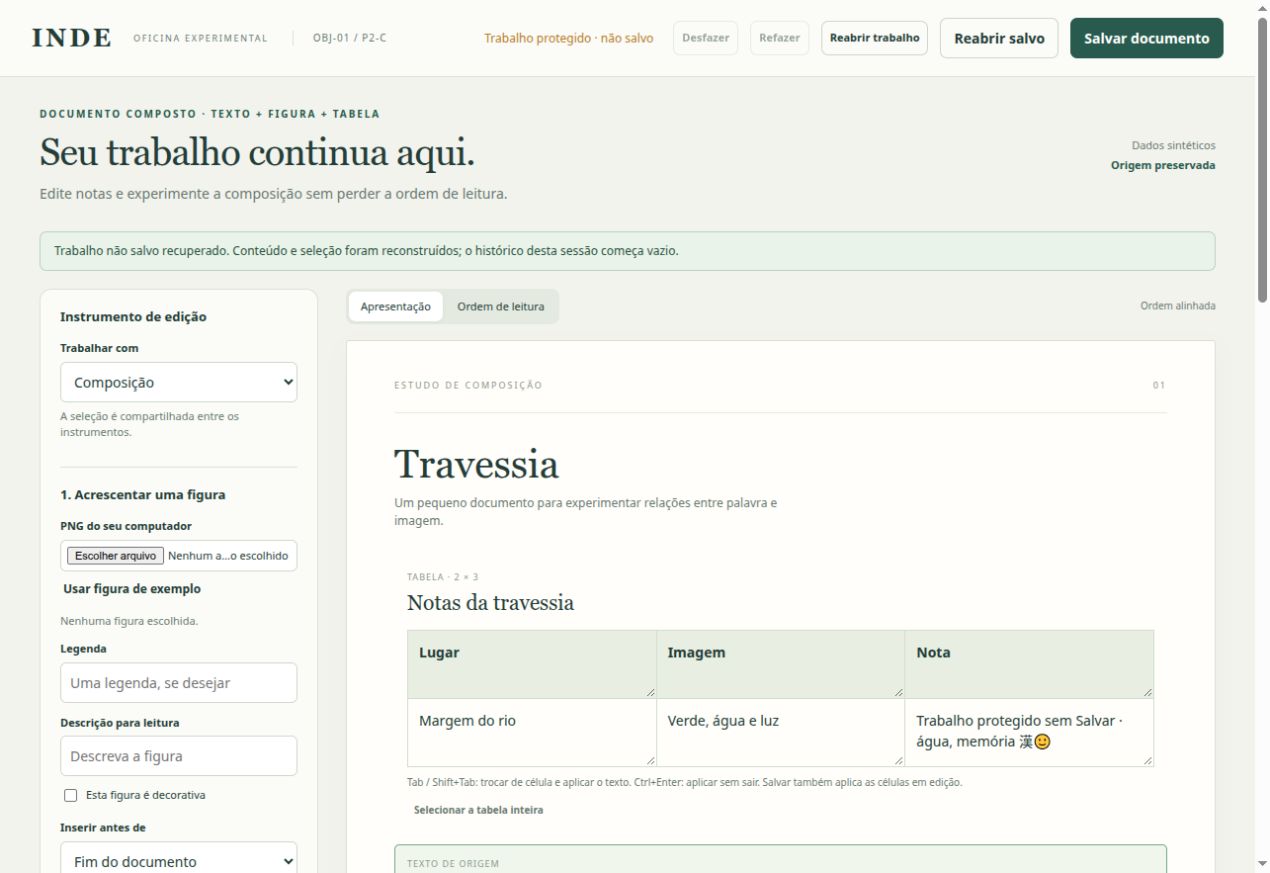 INDE
OFICINA EXPERIMENTAL
OBJ-01 / P2-C
Trabalho protegido · não salvo
Desfazer
Refazer
Reabrir trabalho
Reabrir salvo
Salvar documento
DOCUMENTO COMPOSTO · TEXTO + FIGURA + TABELA
Seu trabalho continua aqui.
Edite notas e experimente a composição sem perder a ordem de leitura.
Dados sintéticos
Origem preservada
Trabalho não salvo recuperado. Conteúdo e seleção foram reconstruídos; o histórico desta sessão começa vazio.
Instrumento de edição
Trabalhar com
Composição
A seleção é compartilhada entre os
instrumentos.
1. Acrescentar uma figura
PNG do seu computador
Escolher arquivo Nenhum a...o escolhido
Usar figura de exemplo
Nenhuma figura escolhida.
Legenda
Uma legenda, se desejar
Descrição para leitura
Descreva a figura
Esta figura é decorativa
Inserir antes de
Fim do documento
Apresentação
Ordem de leitura
Ordem alinhada
ESTUDO DE COMPOSIÇÃO
01
Travessia
Um pequeno documento para experimentar relações entre palavra e
imagem.
TABELA · 2 × 3
Notas da travessia
Lugar
Imagem
Nota
Margem do rio
Verde, água e luz
Trabalho protegido sem Salvar ·
água, memória 漢🙂
Tab / Shift+Tab: trocar de célula e aplicar o texto. Ctrl+Enter: aplicar sem sair. Salvar também aplica as células em edição.
Selecionar a tabela inteira
TEXTO DE ORIGEM